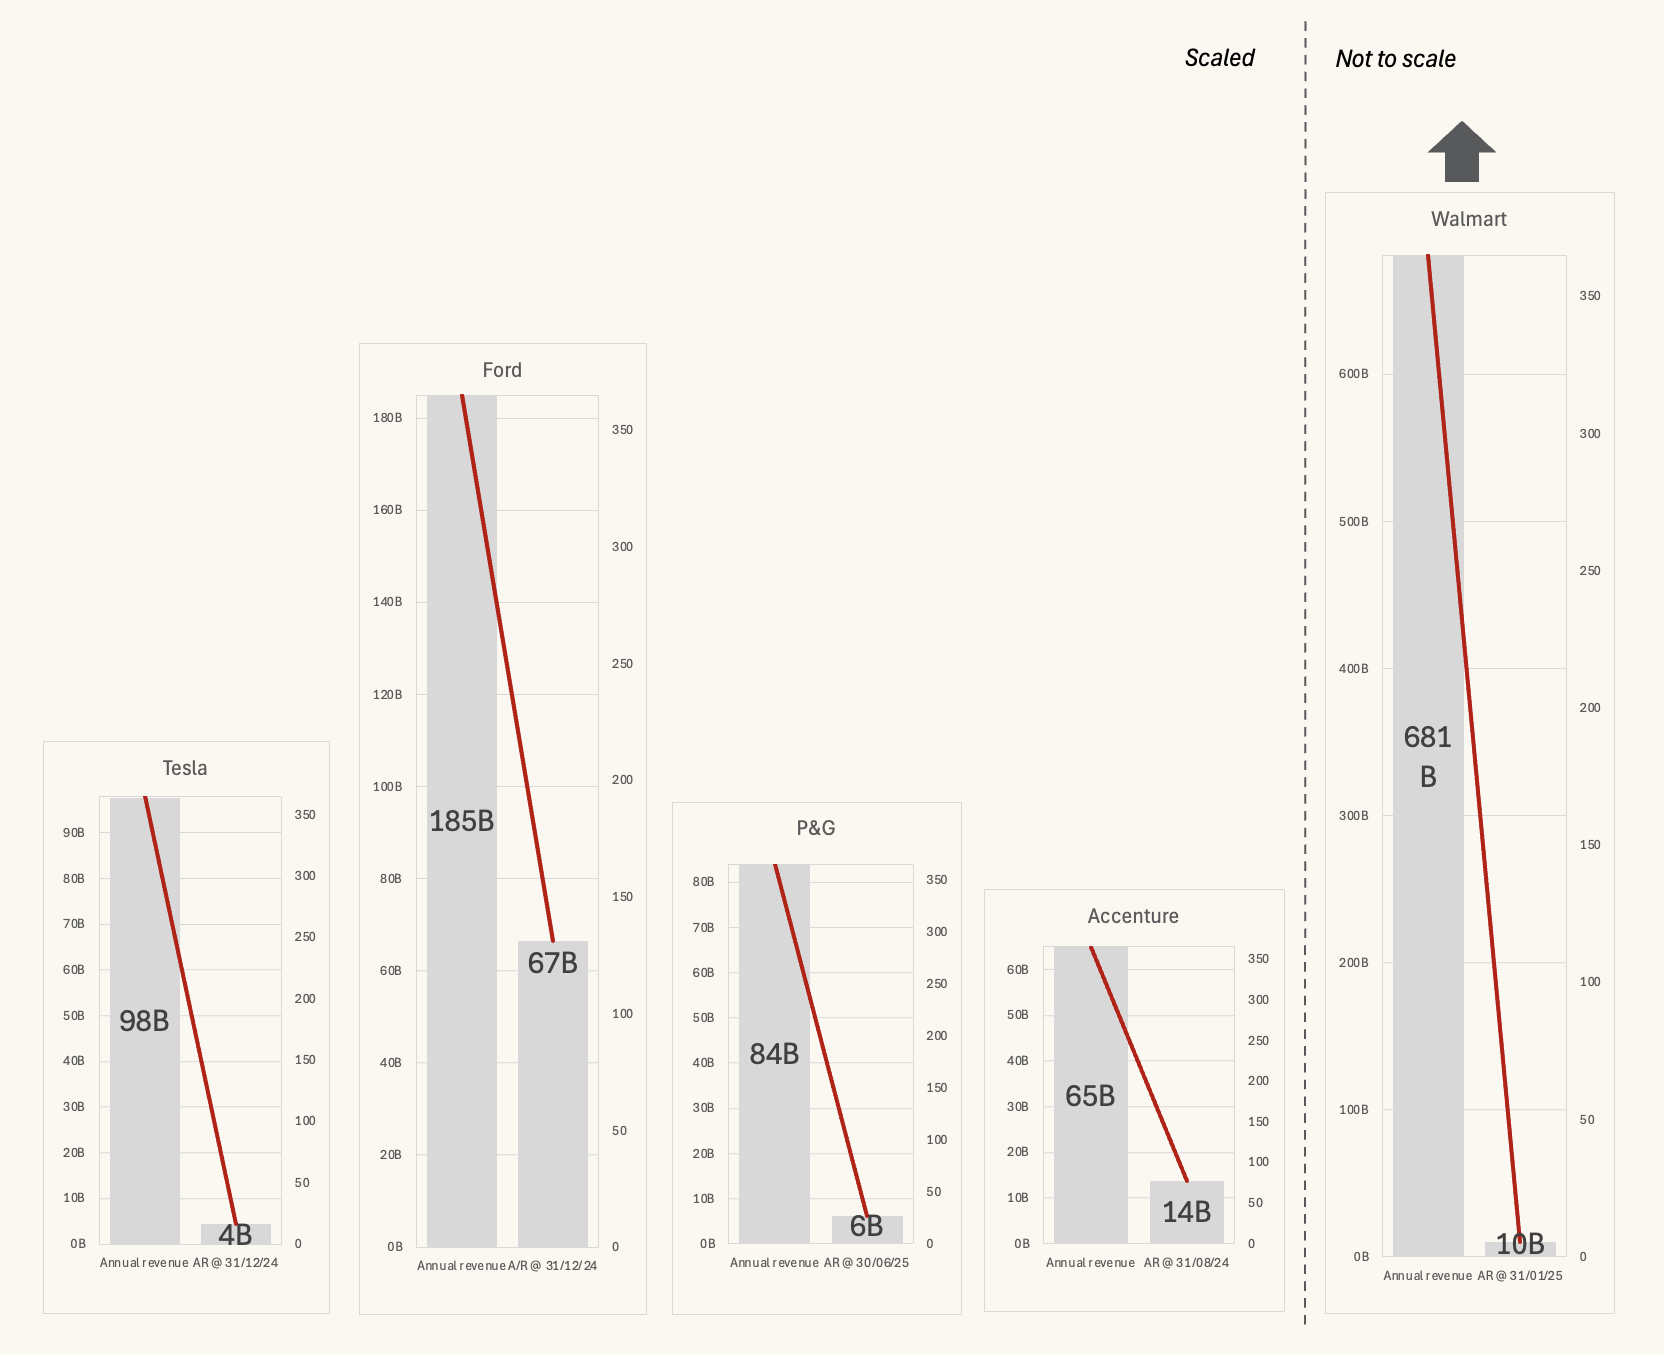 Scaled
Not to scale
Tesla
90B
80B
70B
60B
50B
40B
30B
20B
10B
0B
98B
4B
350
300
250
200
150
100
50
0
Annual revenue AR @ 31/12/24
Ford
180B
160B
140B
120B
100B
80B
60B
40B
20B
0B
185B
67B
350
300
250
200
150
100
50
0
Annual revenue A/R @ 31/12/24
P&G
80B
70B
60B
50B
40B
30B
20B
10B
0B
84B
6B
350
300
250
200
150
100
50
0
Annual revenue AR @ 30/06/25
Accenture
60B
50B
40B
30B
20B
10B
0B
65B
14B
350
300
250
200
150
100
50
0
Annual revenue AR @ 31/08/24
Walmart
600B
500B
400B
300B
200B
100B
0B
681
B
10B
350
300
250
200
150
100
50
0
Annual revenue AR @ 31/01/25